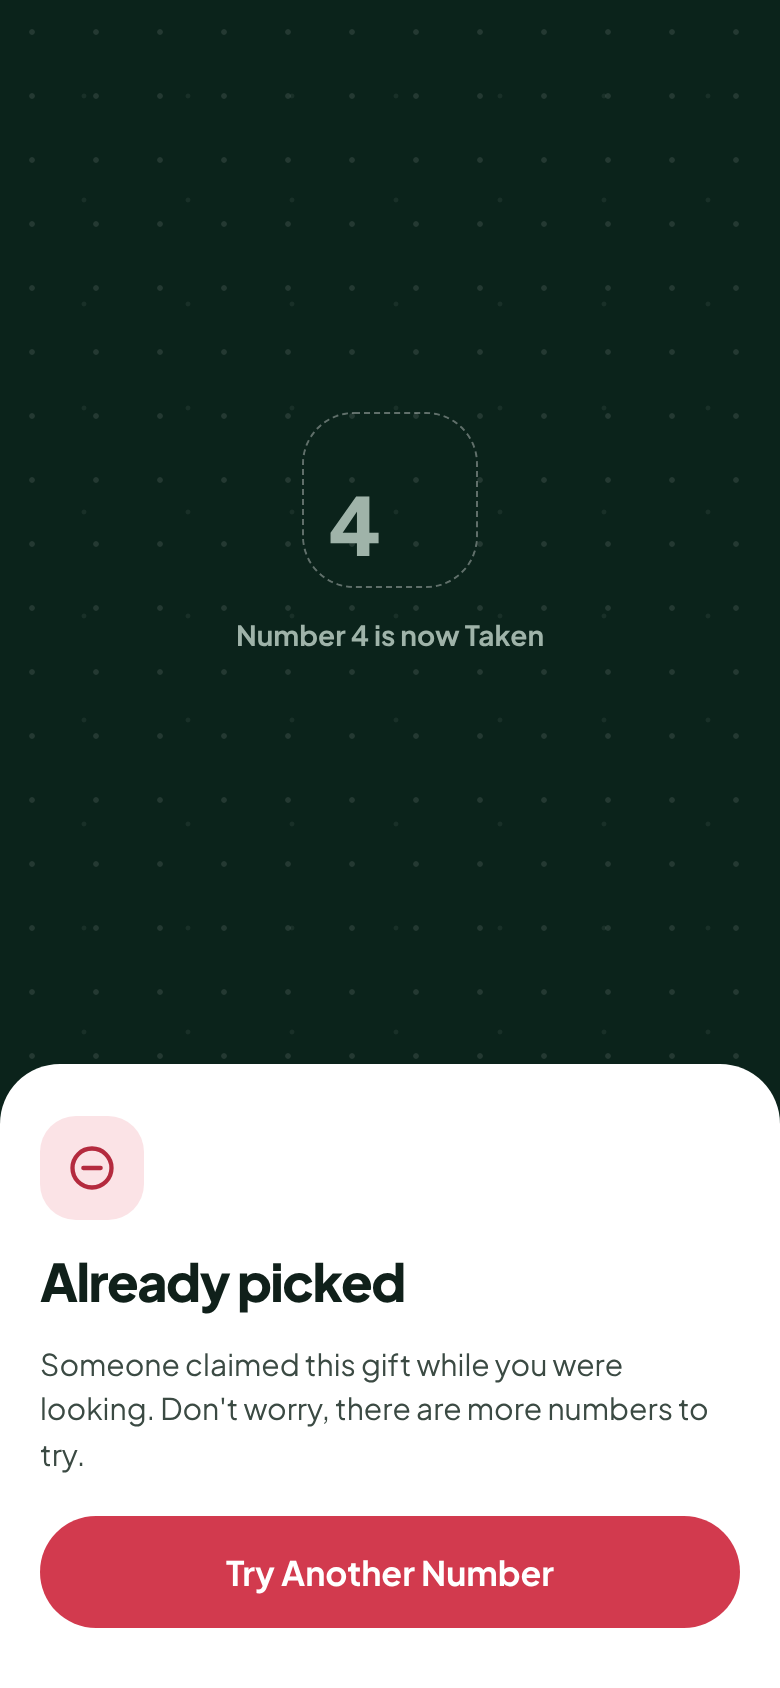 4
Number 4 is now Taken
Already picked
Someone claimed this gift while you were
looking. Don't worry, there are more numbers to
try.
Try Another Number